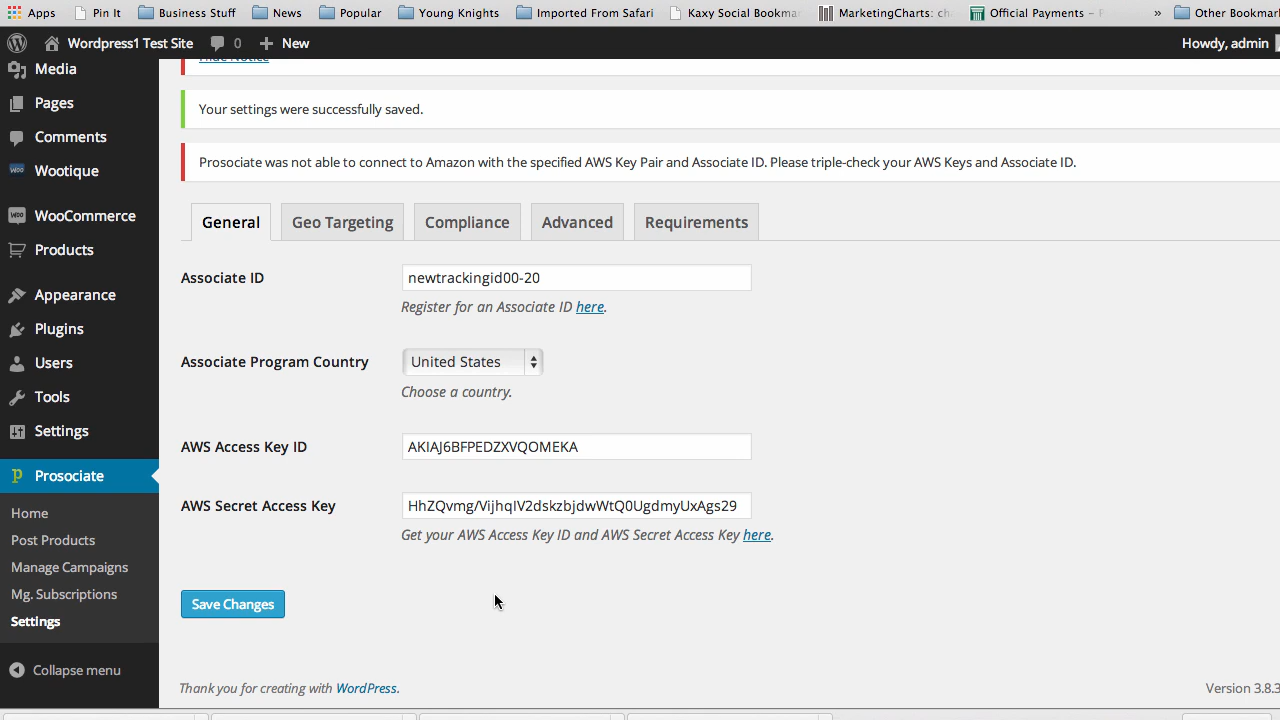 Apps Pin It Business Stuff News Popular Young Knights Imported From Safari Kaxy Social Bookma MarketingCharts: ch Official Payments – P » Other Bookmar
Wordpress1 Test Site 0 New Howdy, admin
Hide Notice
Media
Pages
Comments
Wootique
WooCommerce
Products
Appearance
Plugins
Users
Tools
Settings
Prosociate
Home
Post Products
Manage Campaigns
Mg. Subscriptions
Settings
Collapse menu
Your settings were successfully saved.
Prosociate was not able to connect to Amazon with the specified AWS Key Pair and Associate ID. Please triple-check your AWS Keys and Associate ID.
General Geo Targeting Compliance Advanced Requirements
Associate ID newtrackingid00-20
Register for an Associate ID here.
Associate Program Country United States
Choose a country.
AWS Access Key ID AKIAJ6BFPEDZXVQOMEKA
AWS Secret Access Key HhZQvmg/VijhqIV2dskzbjdwWtQ0UgdmyUxAgs29
Get your AWS Access Key ID and AWS Secret Access Key here.
Save Changes
Thank you for creating with WordPress. Version 3.8.3